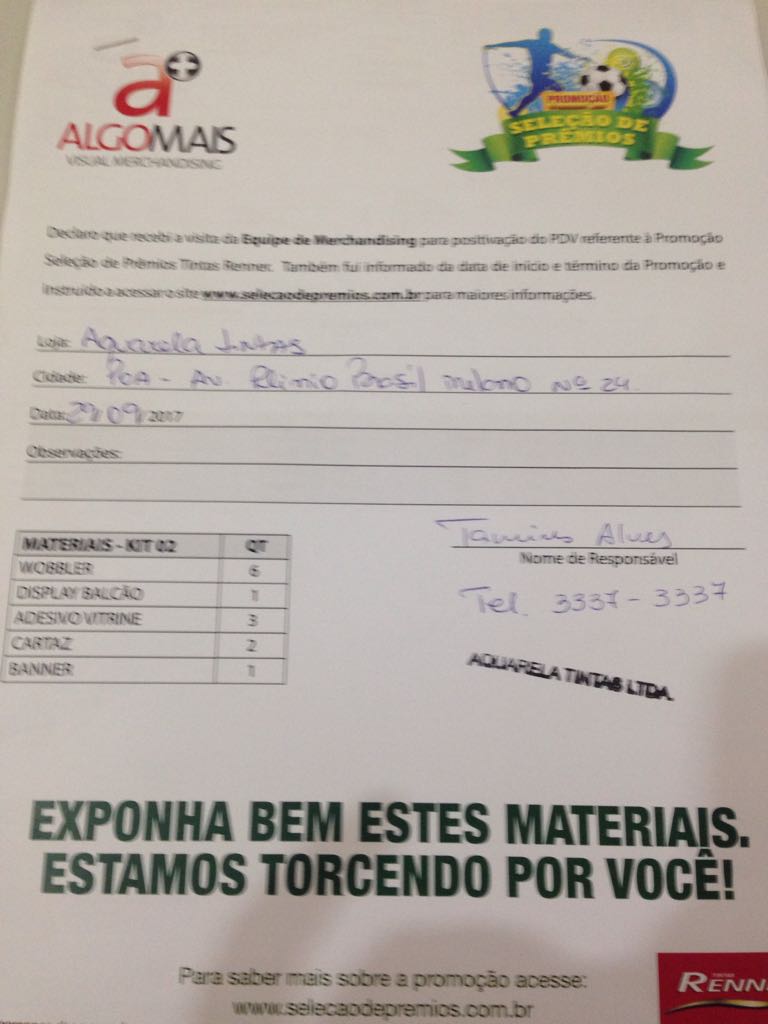 a+
ALGOMAIS
VISUAL MERCHANDISING
PROMOÇÃO
SELEÇÃO DE
PRÊMIOS
Declaro que recebi a visita da Equipe de Merchandising para positivação do PDV referente à Promoção
Seleção de Prêmios Tintas Renner. Também fui informado da data de início e término da Promoção e
instruído a acessar o site www.selecaodepremios.com.br para maiores informações.
Loja: Aquarela Tintas
Cidade: POA - Av. Plinio Brasil Milano Nº 24
Data: 29/09/2017
Observações:
MATERIAIS - KIT 02 QT
WOBBLER 6
DISPLAY BALCÃO 1
ADESIVO VITRINE 3
CARTAZ 2
BANNER 1
Tamires Alves
Nome de Responsável
Tel. 3337-3337
AQUARELA TINTAS LTDA.
EXPONHA BEM ESTES MATERIAIS.
ESTAMOS TORCENDO POR VOCÊ!
Para saber mais sobre a promoção acesse:
www.selecaodepremios.com.br
TINTAS
RENN